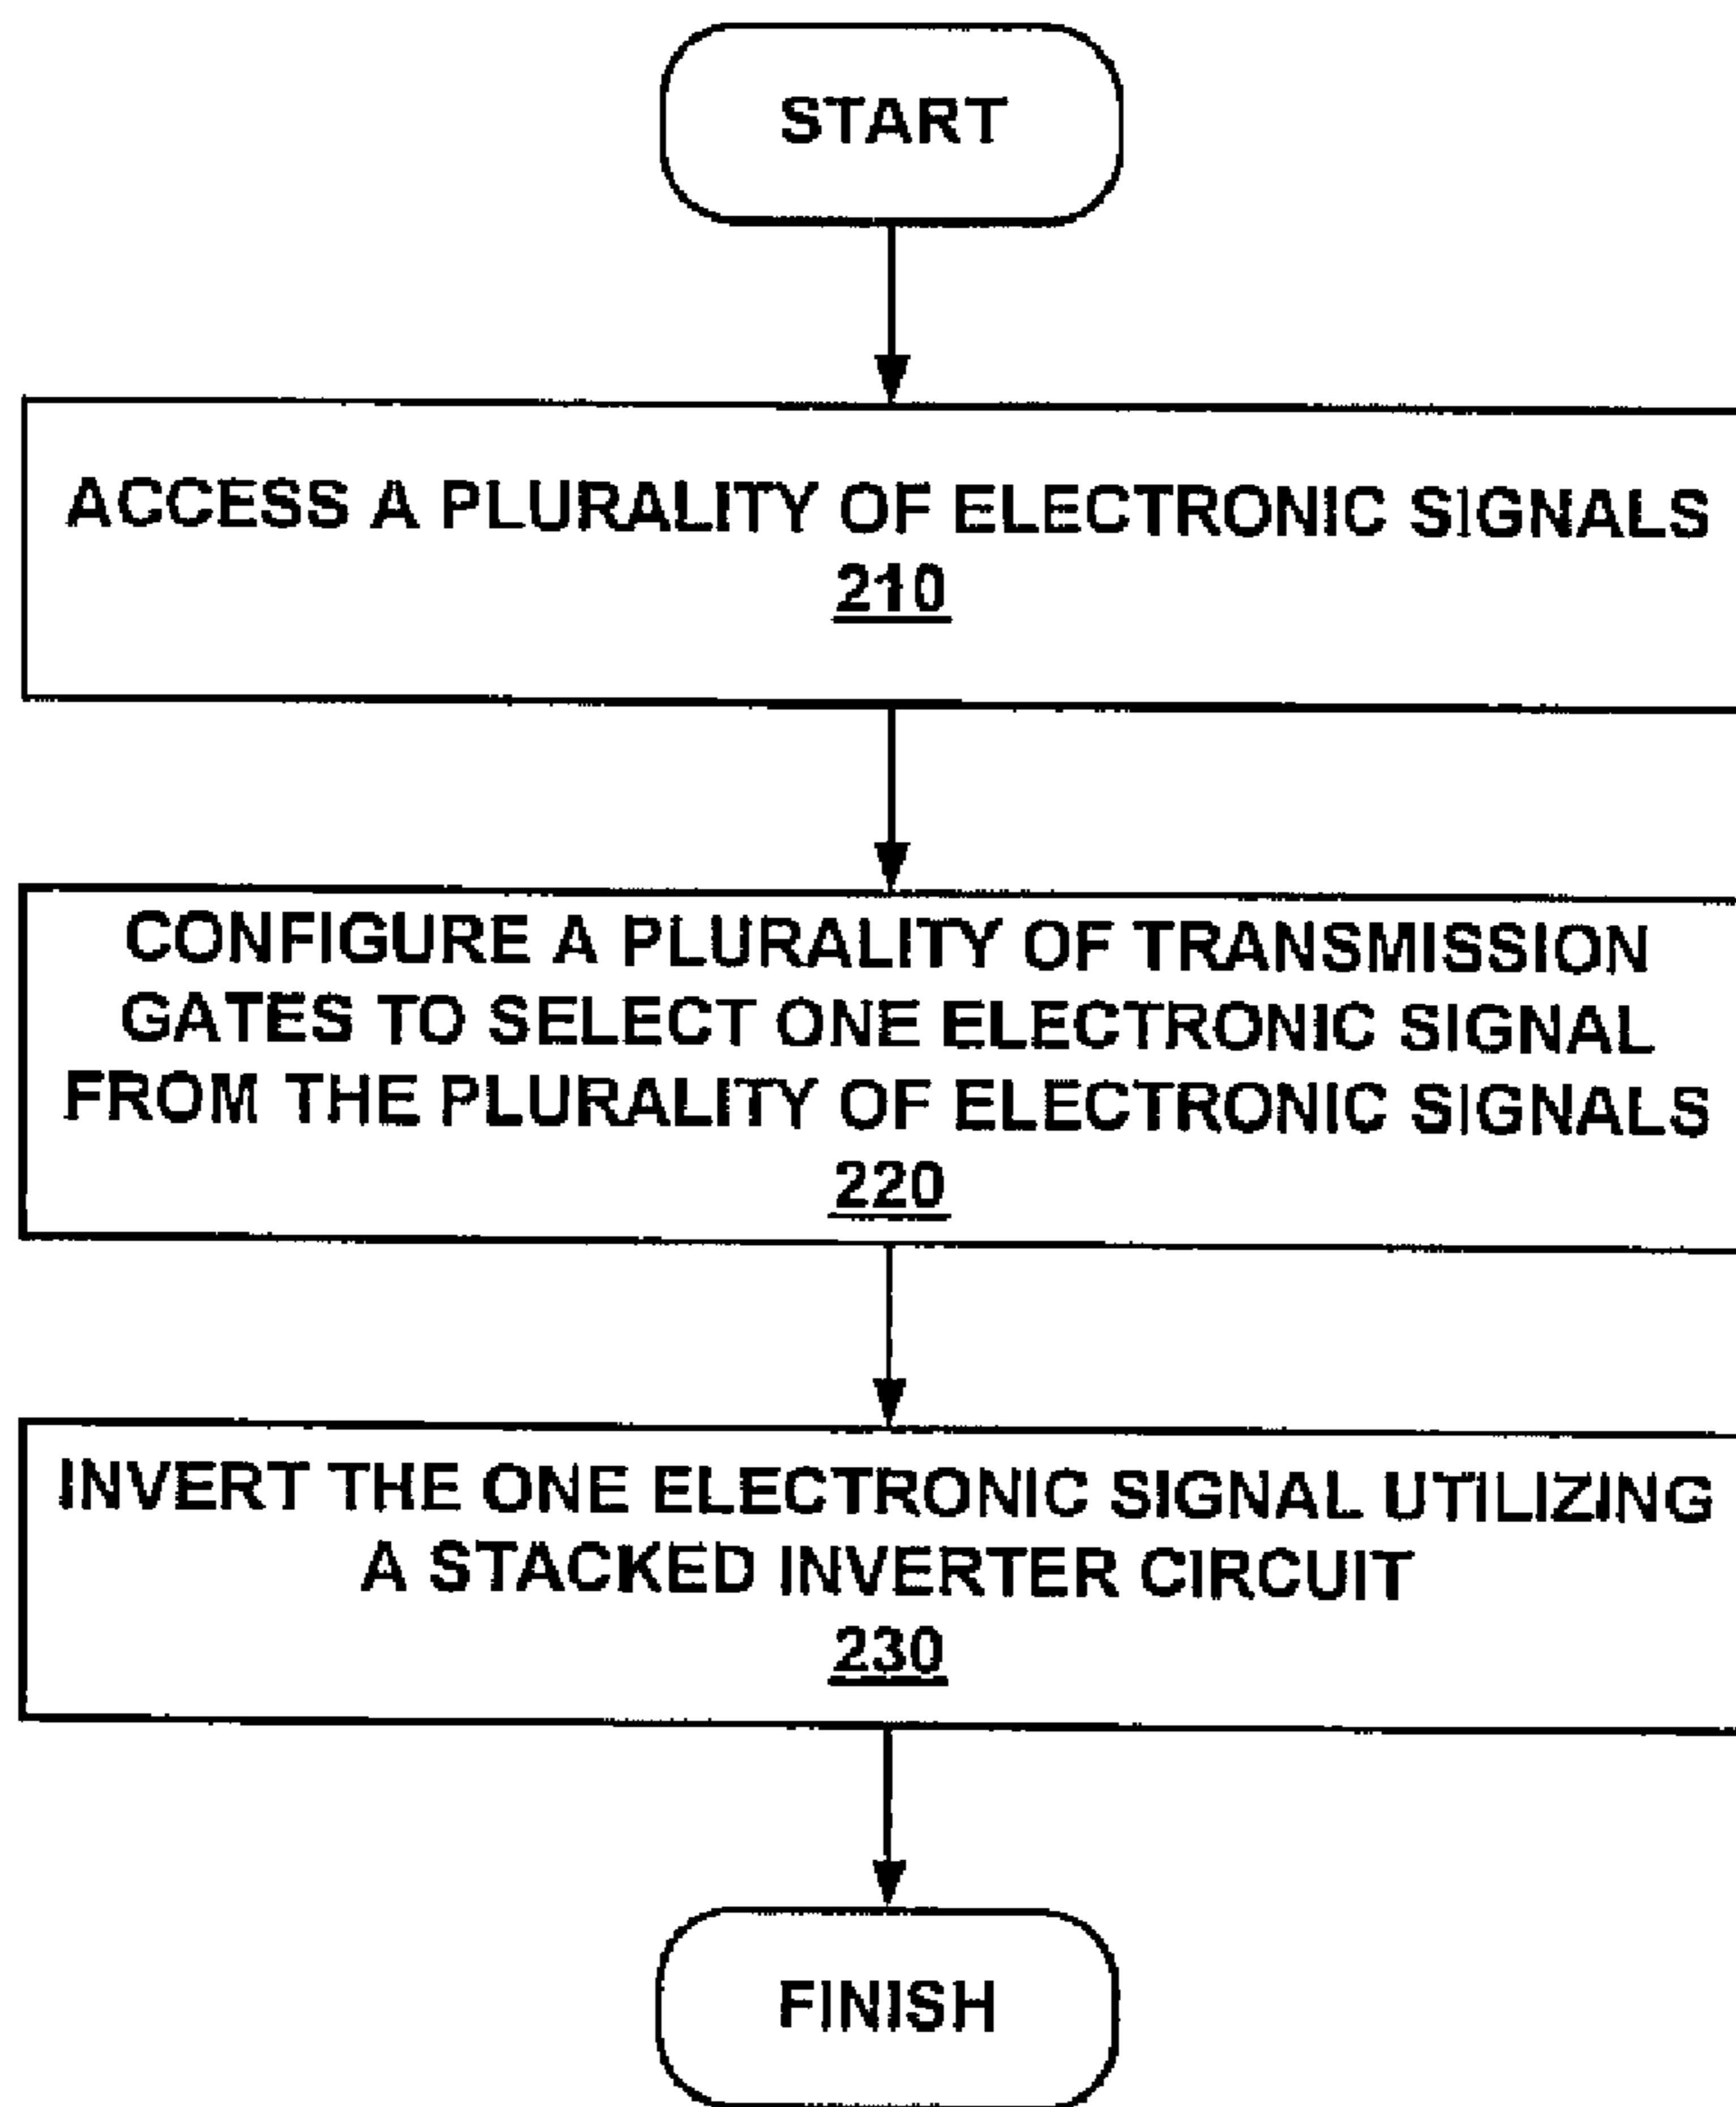 START
ACCESS A PLURALITY OF ELECTRONIC SIGNALS
210
CONFIGURE A PLURALITY OF TRANSMISSION
GATES TO SELECT ONE ELECTRONIC SIGNAL
FROM THE PLURALITY OF ELECTRONIC SIGNALS
220
INVERT THE ONE ELECTRONIC SIGNAL UTILIZING
A STACKED INVERTER CIRCUIT
230
FINISH